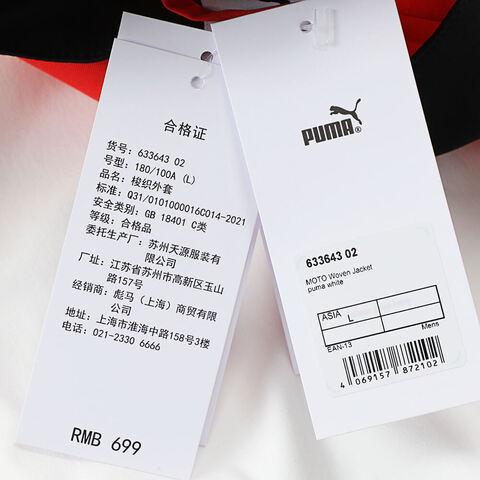 合格证
货号: 633643 02
号型: 180/100A (L)
品名: 梭织外套
标准: Q31/0101000016C014-2021
安全类别: GB 18401 C类
等级: 合格品
委托生产厂: 苏州天源服装有
限公司
厂址: 江苏省苏州市高新区玉山
路157号
经销商: 彪马(上海)商贸有限
公司
地址: 上海市淮海中路158号3楼
电话: 021-2330 6666
RMB 699
PUMA®
633643 02
MOTO Woven Jacket
puma white
ASIA L
Mens
EAN-13
4 069157 872102